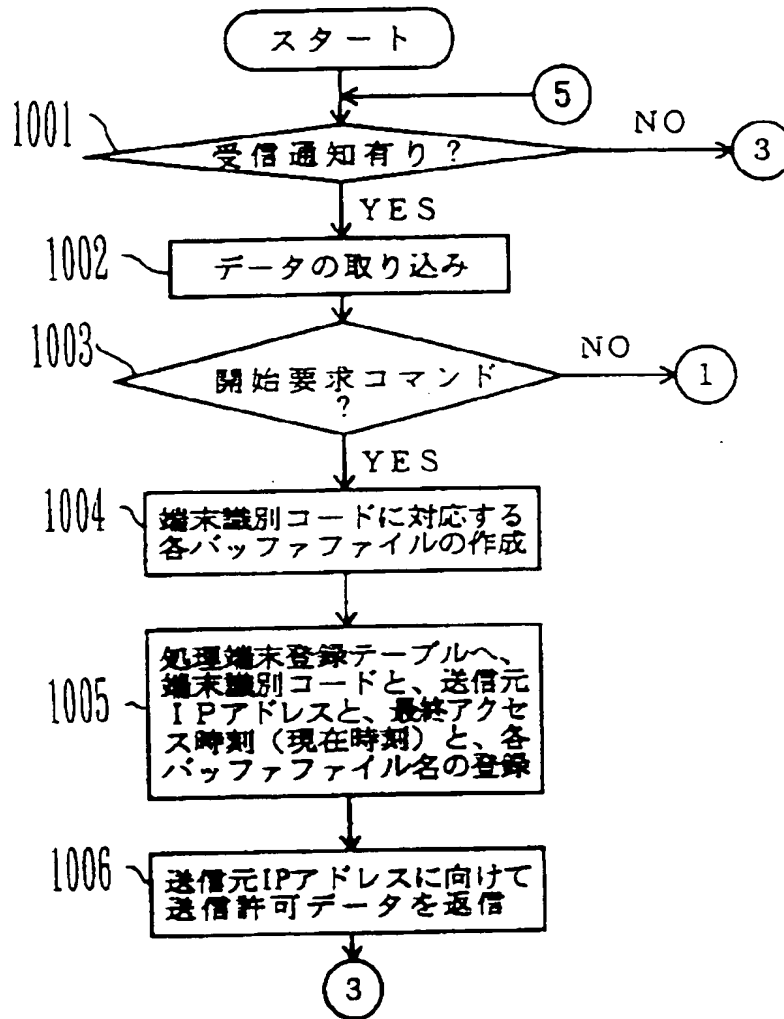 スタート
5
1001
受信通知有り?
NO
3
YES
1002
データの取り込み
1003
開始要求コマンド
?
NO
1
YES
1004
端末識別コードに対応する
各バッファファイルの作成
1005
処理端末登録テーブルへ、
端末識別コードと、送信元
IPアドレスと、最終アクセ
ス時刻(現在時刻)と、各
バッファファイル名の登録
1006
送信元IPアドレスに向けて
送信許可データを返信
3